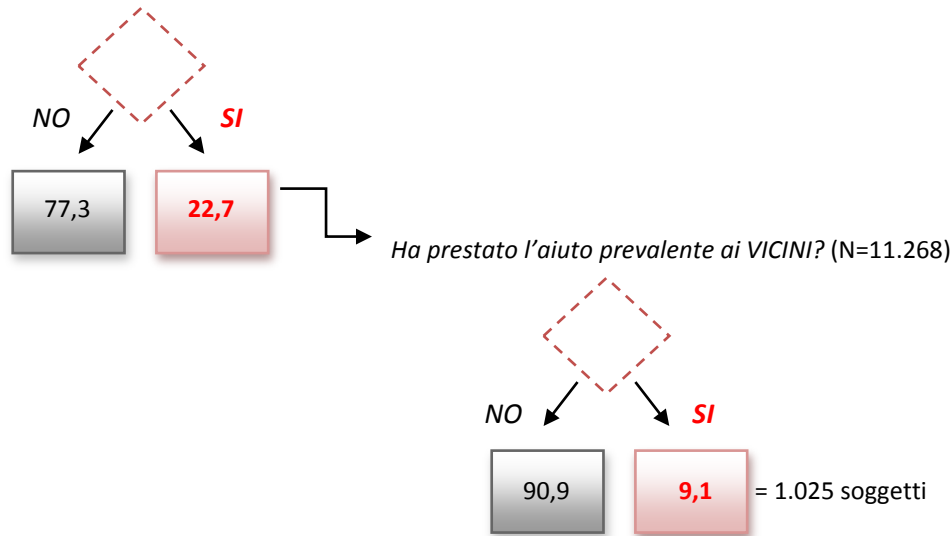 NO
SI
77,3
22,7
Ha prestato l'aiuto prevalente ai VICINI? (N=11.268)
NO
SI
90,9
9,1
= 1.025 soggetti